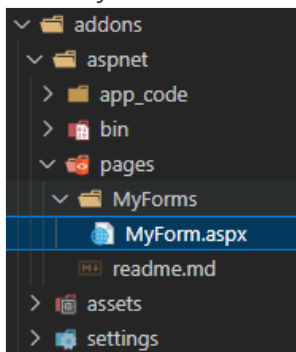 addons
aspnet
app_code
bin
pages
MyForms
MyForm.aspx
M↓ readme.md
assets
settings